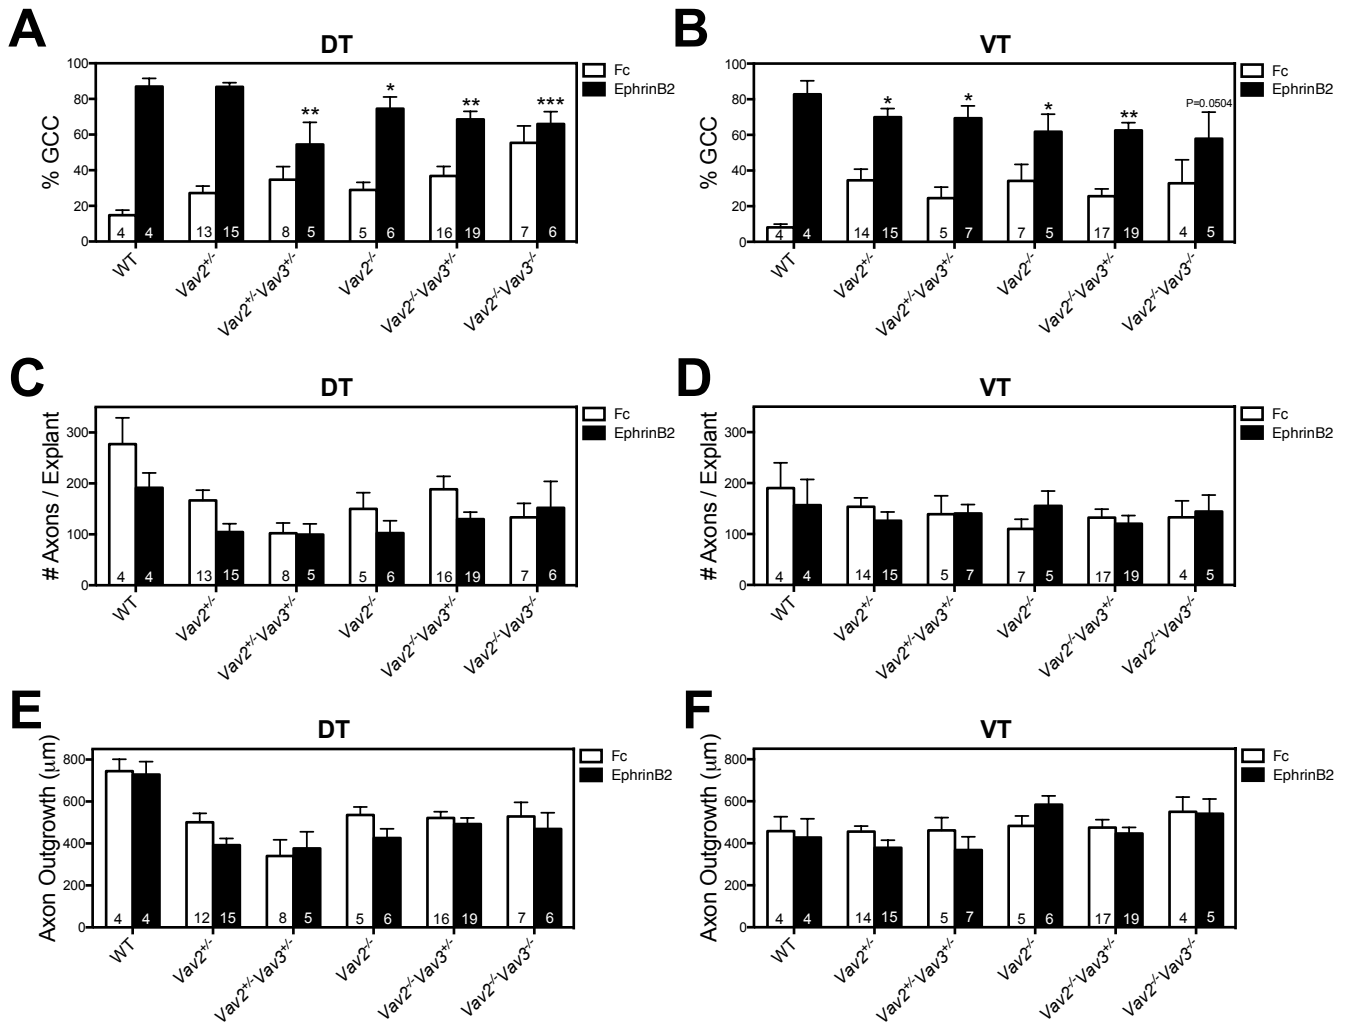 A
DT
% GCC
100
80
60
40
20
0
**
*
**
***
4 4 13 15 8 5 5 6 16 19 7 6
WT
Vav2+/-
Vav2+/-Vav3+/-
Vav2-/-
Vav2-/-Vav3+/-
Vav2-/-Vav3-/-
Fc
EphrinB2
B
VT
% GCC
100
80
60
40
20
0
*
*
*
**
P=0.0504
4 4 14 15 5 7 7 5 17 19 4 5
WT
Vav2+/-
Vav2+/-Vav3+/-
Vav2-/-
Vav2-/-Vav3+/-
Vav2-/-Vav3-/-
Fc
EphrinB2
C
DT
# Axons / Explant
300
200
100
0
4 4 13 15 8 5 5 6 16 19 7 6
WT
Vav2+/-
Vav2+/-Vav3+/-
Vav2-/-
Vav2-/-Vav3+/-
Vav2-/-Vav3-/-
Fc
EphrinB2
D
VT
# Axons / Explant
300
200
100
0
4 4 14 15 5 7 7 5 17 19 4 5
WT
Vav2+/-
Vav2+/-Vav3+/-
Vav2-/-
Vav2-/-Vav3+/-
Vav2-/-Vav3-/-
Fc
EphrinB2
E
DT
Axon Outgrowth (μm)
800
600
400
200
0
4 4 12 15 8 5 5 6 16 19 7 6
WT
Vav2+/-
Vav2+/-Vav3+/-
Vav2-/-
Vav2-/-Vav3+/-
Vav2-/-Vav3-/-
Fc
EphrinB2
F
VT
Axon Outgrowth (μm)
800
600
400
200
0
4 4 14 15 5 7 5 6 17 19 4 5
WT
Vav2+/-
Vav2+/-Vav3+/-
Vav2-/-
Vav2-/-Vav3+/-
Vav2-/-Vav3-/-
Fc
EphrinB2